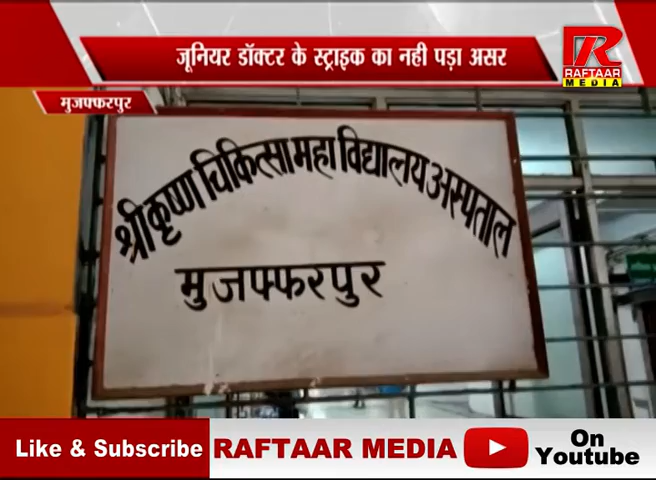 जूनियर डॉक्टर के स्ट्राइक का नही पड़ा असर
RAFTAAR
MEDIA
मुजफ्फरपुर
श्रीकृष्ण चिकित्सा महा विद्यालय अस्पताल
मुजफ्फरपुर
Like & Subscribe RAFTAAR MEDIA On Youtube